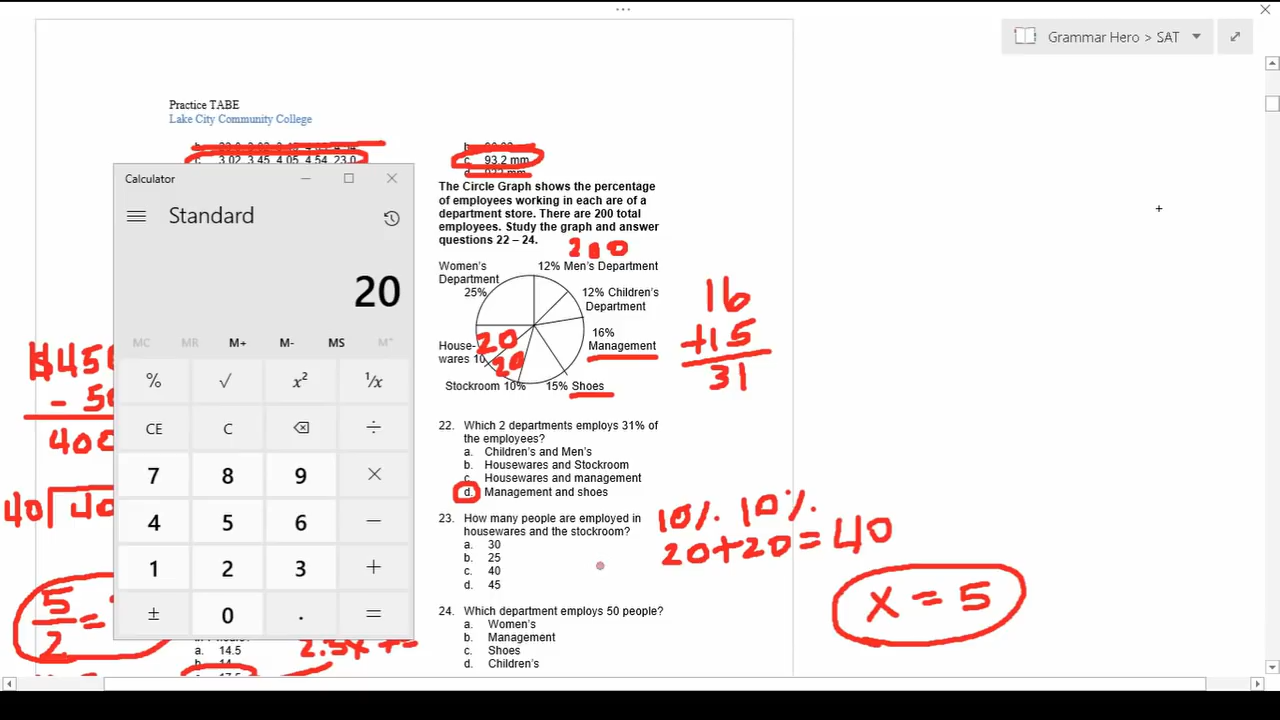 Grammar Hero > SAT
Practice TABE
Lake City Community College
c. 3.02 3.45 4.05 4.54 23.0
c. 93.2 mm
Calculator
Standard
20
MC MR M+ M- MS M˅
% √ x² ¹/x
CE C ÷
7 8 9 ×
4 5 6 −
1 2 3 +
± 0 . =
The Circle Graph shows the percentage
of employees working in each are of a
department store. There are 200 total
employees. Study the graph and answer
questions 22 – 24.
200
Women's
Department
25%
12% Men's Department
12% Children's
Department
16%
Management
House-
wares 10
Stockroom 10%
15% Shoes
20
20
16
+15
31
- 50
400
22. Which 2 departments employs 31% of
the employees?
a. Children's and Men's
b. Housewares and Stockroom
c. Housewares and management
d. Management and shoes
23. How many people are employed in
housewares and the stockroom?
a. 30
b. 25
c. 40
d. 45
10% 10%
20+20=40
x = 5
24. Which department employs 50 people?
a. Women's
b. Management
c. Shoes
d. Children's
5/2 =
a. 14.5
b. 14